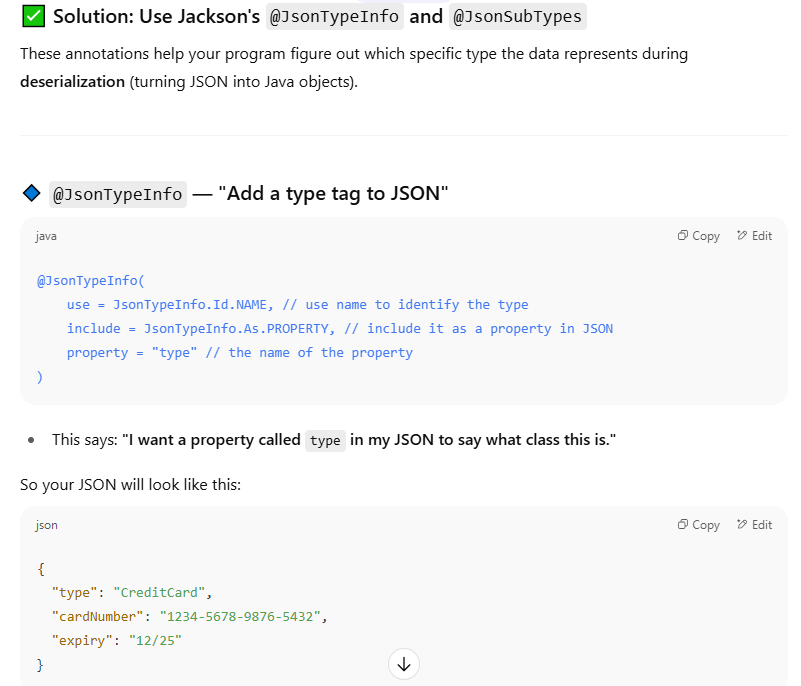 ✅ Solution: Use Jackson's @JsonTypeInfo and @JsonSubTypes
These annotations help your program figure out which specific type the data represents during
deserialization (turning JSON into Java objects).
🔷 @JsonTypeInfo — "Add a type tag to JSON"
java Copy Edit
@JsonTypeInfo(
    use = JsonTypeInfo.Id.NAME, // use name to identify the type
    include = JsonTypeInfo.As.PROPERTY, // include it as a property in JSON
    property = "type" // the name of the property
)
• This says: "I want a property called type in my JSON to say what class this is."
So your JSON will look like this:
json Copy Edit
{
  "type": "CreditCard",
  "cardNumber": "1234-5678-9876-5432",
  "expiry": "12/25"
}